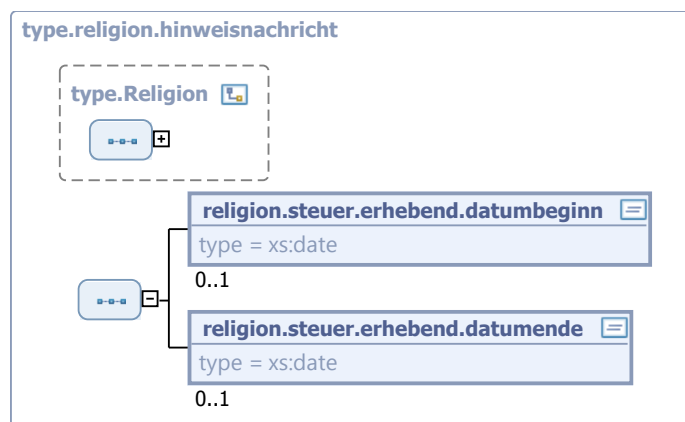 type.religion.hinweisnachricht
type.Religion
religion.steuer.erhebend.datumbeginn
type = xs:date
0..1
religion.steuer.erhebend.datumende
type = xs:date
0..1